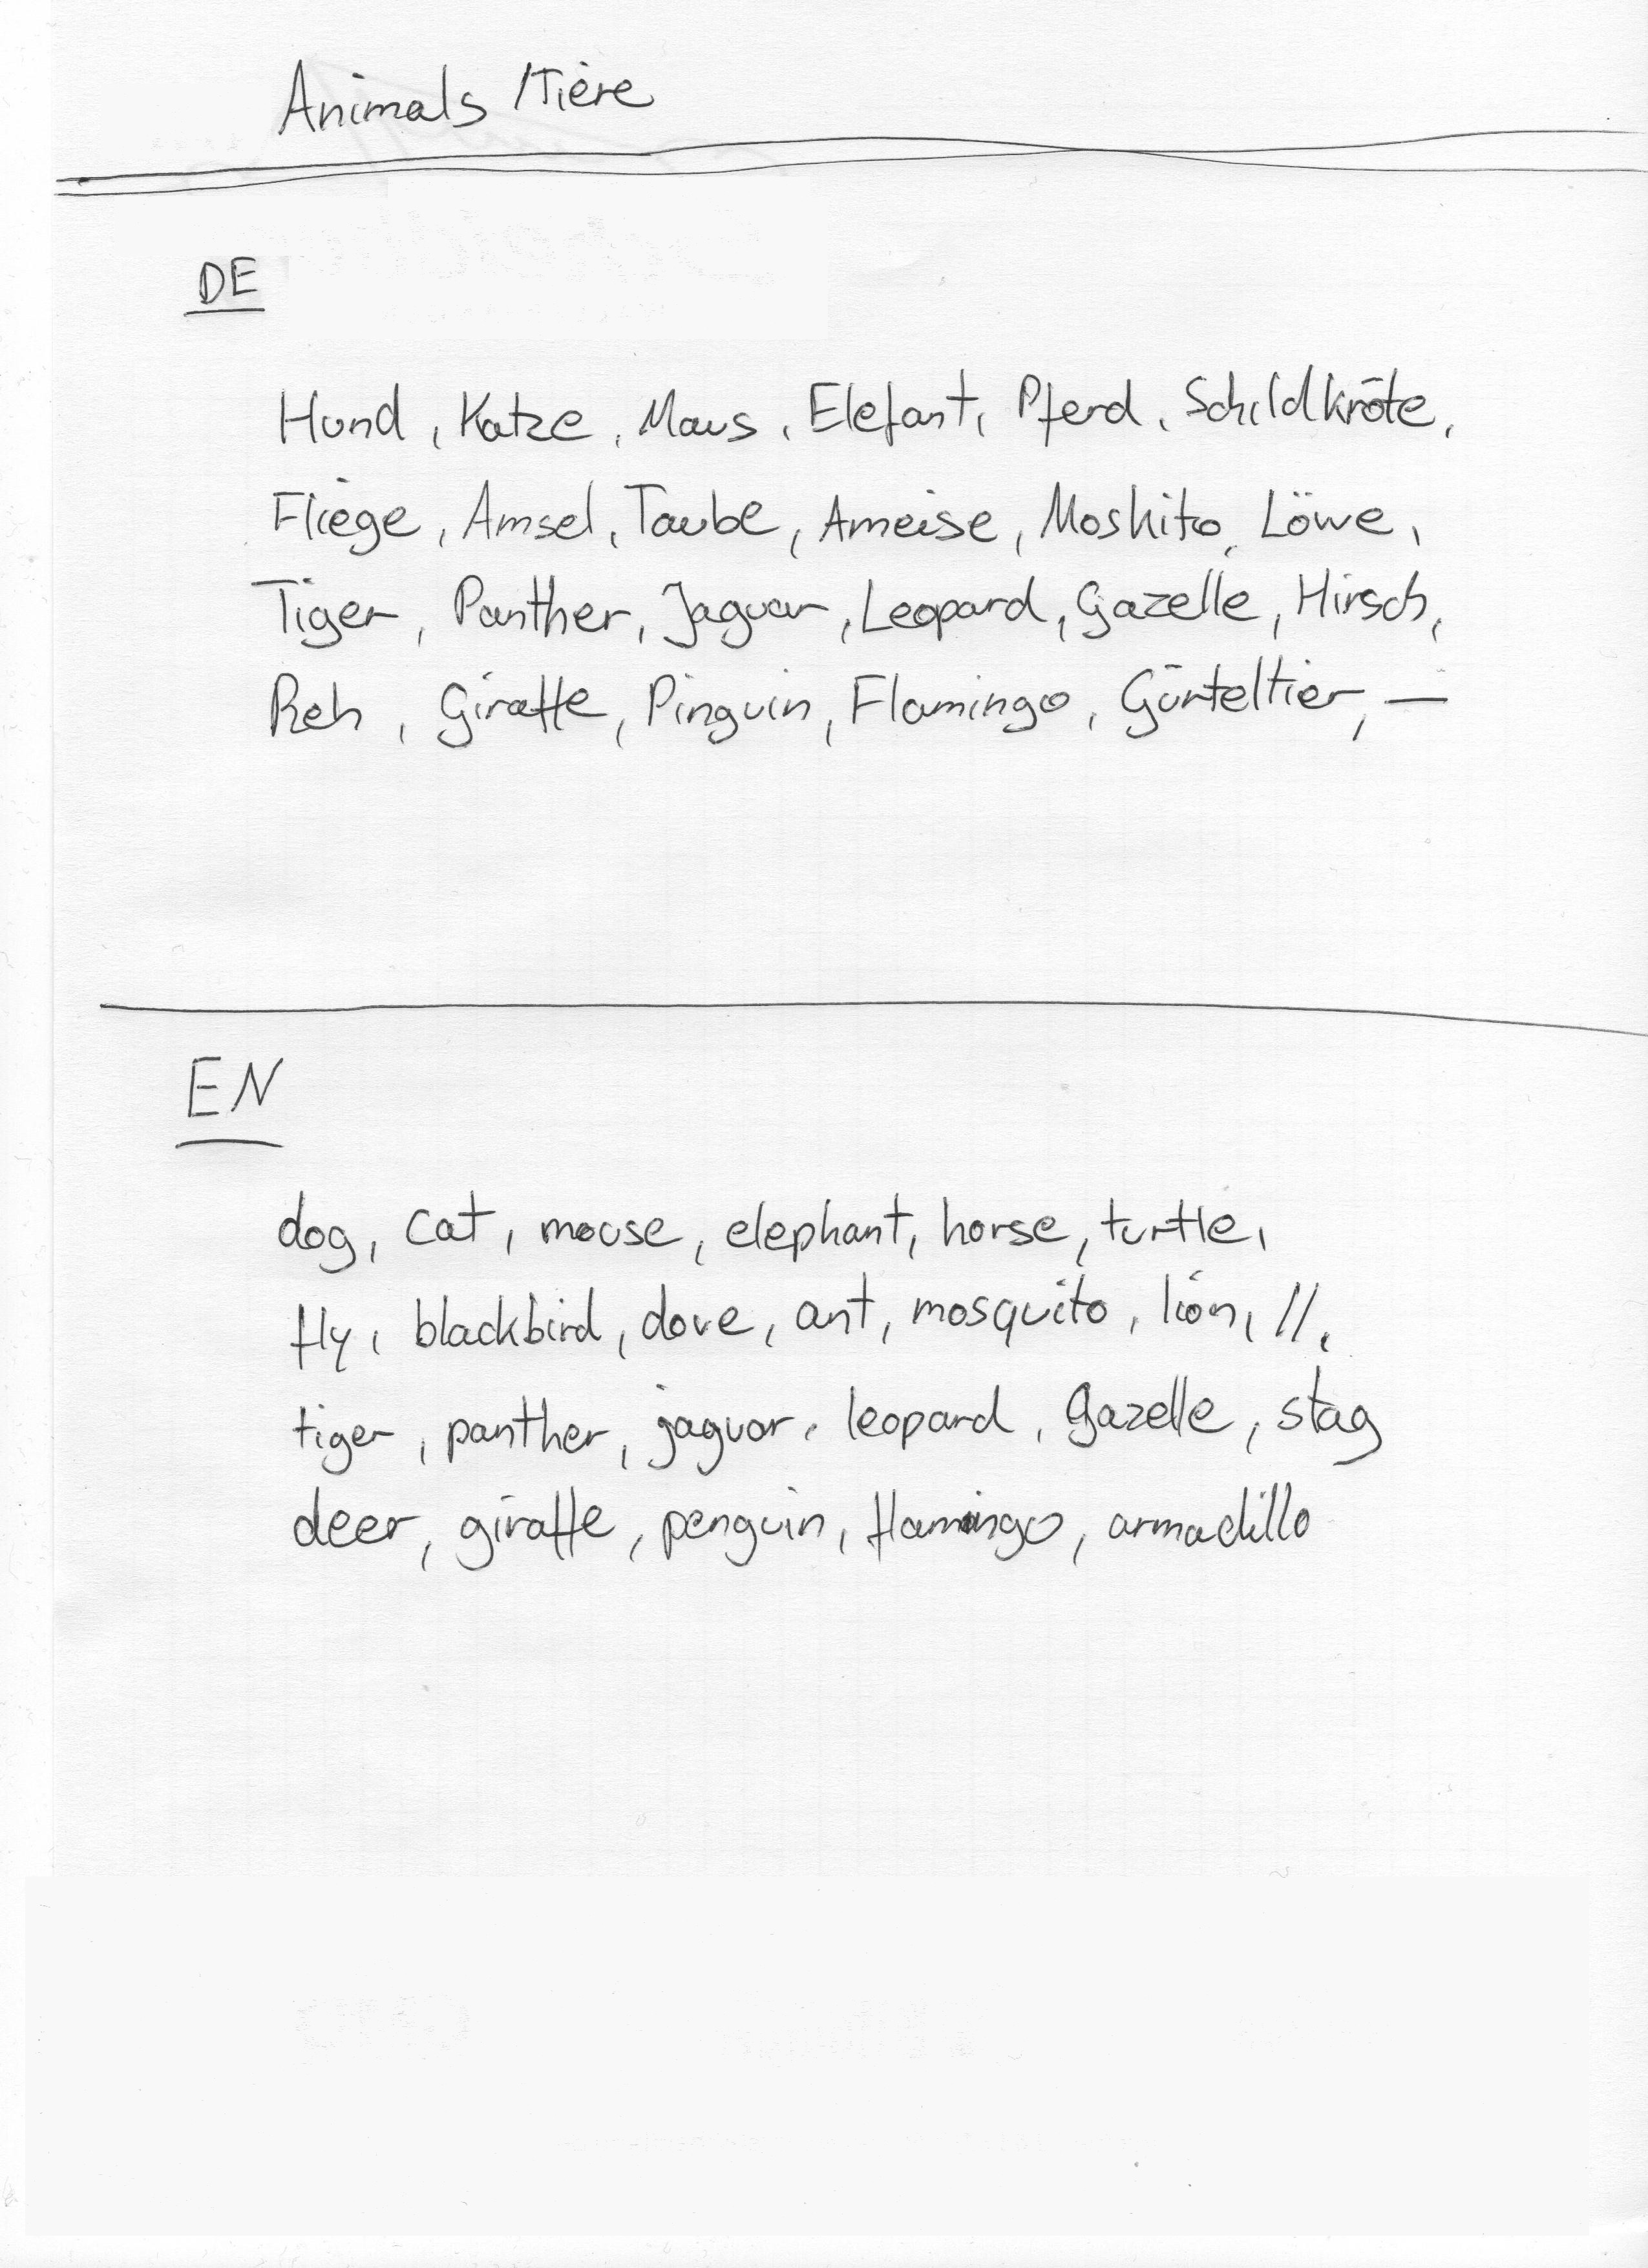 Animals / Tiere
DE
Hund, Katze, Maus, Elefant, Pferd, Schildkröte,
Fliege, Amsel, Taube, Ameise, Moskito, Löwe,
Tiger, Panther, Jaguar, Leopard, Gazelle, Hirsch,
Reh, Giraffe, Pinguin, Flamingo, Gürteltier, —
EN
dog, cat, mouse, elephant, horse, turtle,
fly, blackbird, dove, ant, mosquito, lion, //,
tiger, panther, jaguar, leopard, gazelle, stag
deer, giraffe, penguin, flamingo, armadillo